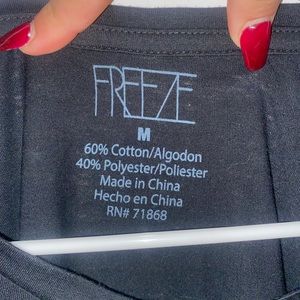 FREEZE
M
60% Cotton/Algodon
40% Polyester/Poliester
Made in China
Hecho en China
RN# 71868